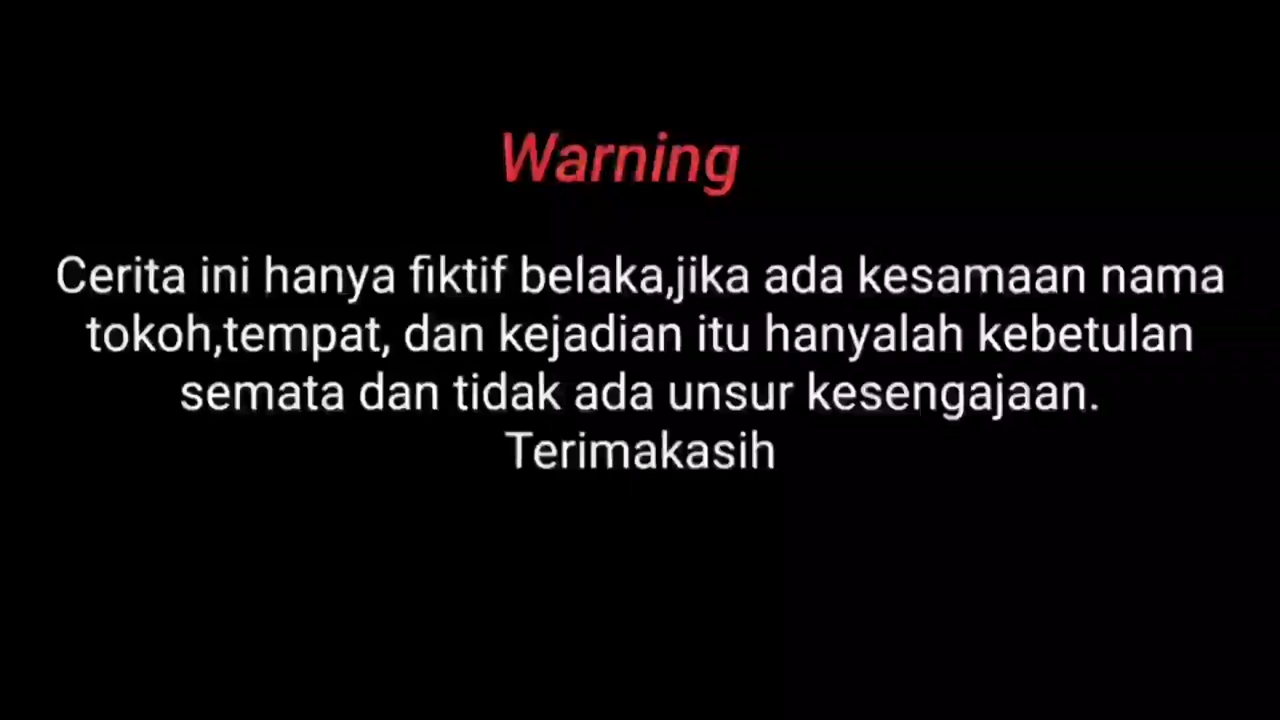 Warning
Cerita ini hanya fiktif belaka,jika ada kesamaan nama
tokoh,tempat, dan kejadian itu hanyalah kebetulan
semata dan tidak ada unsur kesengajaan.
Terimakasih